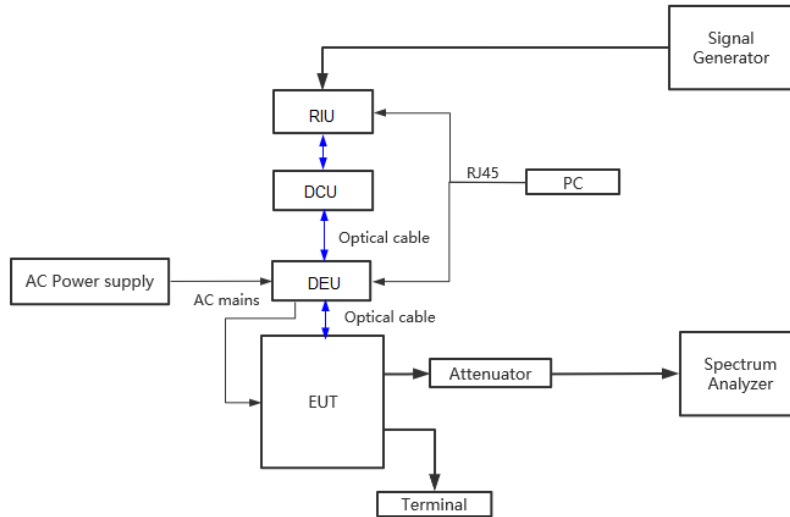 Signal
Generator
RIU
RJ45
PC
DCU
Optical cable
AC Power supply
DEU
AC mains
Optical cable
Attenuator
Spectrum
Analyzer
EUT
Terminal